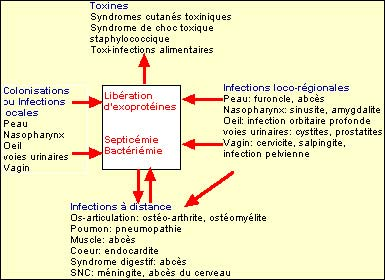 Toxines
Syndromes cutanés toxiniques
Syndrome de choc toxique
staphylococcique
Toxi-infections alimentaires
Colonisations
ou Infections
locales
Peau
Nasopharynx
Oeil
voies urinaires
Vagin
Libération
d'exoprotéines
Septicémie
Bactériémie
Infections loco-régionales
Peau: furoncle, abcès
Nasopharynx: sinusite, amygdalite
Oeil: infection orbitaire profonde
voies urinaires: cystites, prostatites
Vagin: cervicite, salpingite,
infection pelvienne
Infections à distance
Os-articulation: ostéo-arthrite, ostéomyélite
Poumon: pneumopathie
Muscle: abcès
Coeur: endocardite
Syndrome digestif: abcès
SNC: méningite, abcès du cerveau